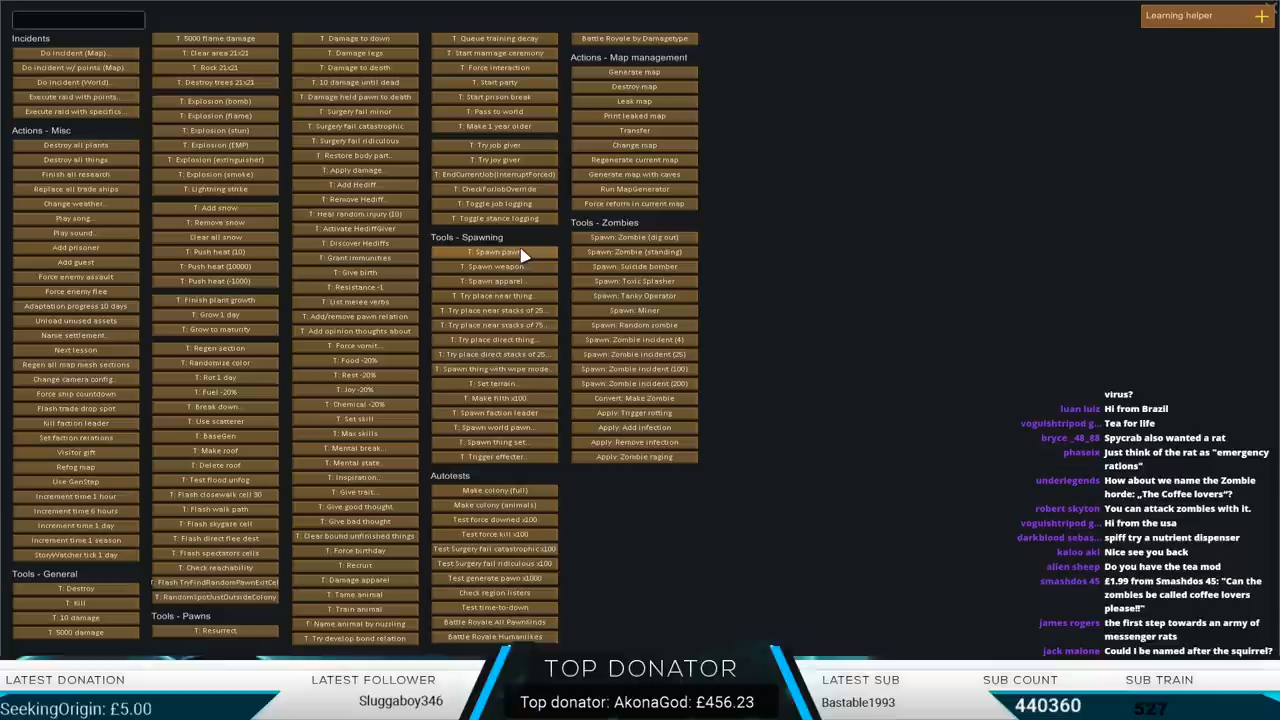 Learning helper
Incidents
Do incident (Map)...
Do incident w/ points (Map)...
Do incident (World)...
Execute raid with points...
Execute raid with specifics...
Actions - Misc
Destroy all plants
Destroy all things
Finish all research
Replace all trade ships
Change weather...
Play song...
Play sound...
Add prisoner
Add guest
Force enemy assault
Force enemy flee
Adaptation progress 10 days
Unload unused assets
Name settlement...
Next lesson
Regen all map mesh sections
Change camera config...
Force ship countdown
Flash trade drop spot
Kill faction leader
Set faction relations
Visitor gift
Refog map
Use GenStep
Increment time 1 hour
Increment time 6 hours
Increment time 1 day
Increment time 1 season
StoryWatcher tick 1 day
Tools - General
T: Destroy
T: Kill
T: 10 damage
T: 5000 damage
T: 5000 flame damage
T: Clear area 21x21
T: Rock 21x21
T: Destroy trees 21x21
T: Explosion (bomb)
T: Explosion (flame)
T: Explosion (stun)
T: Explosion (EMP)
T: Explosion (extinguisher)
T: Explosion (smoke)
T: Lightning strike
T: Add snow
T: Remove snow
Clear all snow
T: Push heat (10)
T: Push heat (10000)
T: Push heat (-1000)
T: Finish plant growth
T: Grow 1 day
T: Grow to maturity
T: Regen section
T: Randomize color
T: Rot 1 day
T: Fuel -20%
T: Break down...
T: Use scatterer
T: BaseGen
T: Make roof
T: Delete roof
T: Test flood unfog
T: Flash closewalk cell 30
T: Flash walk path
T: Flash skygaze cell
T: Flash direct flee dest
T: Flash spectators cells
T: Check reachability
T: Flash TryFindRandomPawnExitCel
T: RandomSpotJustOutsideColony
Tools - Pawns
T: Resurrect
T: Damage to down
T: Damage legs
T: Damage to death
T: 10 damage until dead
T: Damage held pawn to death
T: Surgery fail minor
T: Surgery fail catastrophic
T: Surgery fail ridiculous
T: Restore body part...
T: Apply damage...
T: Add Hediff...
T: Remove Hediff...
T: Heal random injury (10)
T: Activate HediffGiver
T: Discover Hediffs
T: Grant immunities
T: Give birth
T: Resistance -1
T: List melee verbs
T: Add/remove pawn relation
T: Add opinion thoughts about
T: Force vomit...
T: Food -20%
T: Rest -20%
T: Joy -20%
T: Chemical -20%
T: Set skill
T: Max skills
T: Mental break...
T: Mental state...
T: Inspiration...
T: Give trait...
T: Give good thought
T: Give bad thought
T: Clear bound unfinished things
T: Force birthday
T: Recruit
T: Damage apparel
T: Tame animal
T: Train animal
T: Name animal by nuzzling
T: Try develop bond relation
T: Queue training decay
T: Start marriage ceremony
T: Force interaction
T: Start party
T: Start prison break
T: Pass to world
T: Make 1 year older
T: Try job giver
T: Try joy giver
T: EndCurrentJob(InterruptForced)
T: CheckForJobOverride
T: Toggle job logging
T: Toggle stance logging
Tools - Spawning
T: Spawn pawn
T: Spawn weapon...
T: Spawn apparel...
T: Try place near thing...
T: Try place near stacks of 25...
T: Try place near stacks of 75...
T: Try place direct thing...
T: Try place direct stacks of 25...
T: Spawn thing with wipe mode...
T: Set terrain...
T: Make filth x100
T: Spawn faction leader
T: Spawn world pawn...
T: Spawn thing set...
T: Trigger effecter...
Autotests
Make colony (full)
Make colony (animals)
Test force downed x100
Test force kill x100
Test Surgery fail catastrophic x100
Test Surgery fail ridiculous x100
Test generate pawn x1000
Check region listers
Test time-to-down
Battle Royale All PawnKinds
Battle Royale Humanlikes
Battle Royale by Damagetype
Actions - Map management
Generate map
Destroy map
Leak map
Print leaked map
Transfer
Change map
Regenerate current map
Generate map with caves
Run MapGenerator
Force reform in current map
Tools - Zombies
Spawn: Zombie (dig out)
Spawn: Zombie (standing)
Spawn: Suicide bomber
Spawn: Toxic Splasher
Spawn: Tanky Operator
Spawn: Miner
Spawn: Random zombie
Spawn: Zombie incident (4)
Spawn: Zombie incident (25)
Spawn: Zombie incident (100)
Spawn: Zombie incident (200)
Convert: Make Zombie
Apply: Trigger rotting
Apply: Add infection
Apply: Remove infection
Apply: Zombie raging
virus?
luan luiz Hi from Brazil
voguishtripod g... Tea for life
bryce _48_88 Spycrab also wanted a rat
phaseix Just think of the rat as "emergency
rations"
underlegends How about we name the Zombie
horde: „The Coffee lovers“?
robert skyton You can attack zombies with it.
voguishtripod g... Hi from the usa
darkblood sebas... spiff try a nutrient dispenser
kaloo akl Nice see you back
alien sheep Do you have the tea mod
smashdos 45 £1.99 from Smashdos 45: "Can the
zombies be called coffee lovers
please!!"
james rogers the first step towards an army of
messenger rats
jack malone Could I be named after the squirrel?
LATEST DONATION
SeekingOrigin: £5.00
LATEST FOLLOWER
Sluggaboy346
TOP DONATOR
Top donator: AkonaGod: £456.23
LATEST SUB
Bastable1993
SUB COUNT
440360
SUB TRAIN
527